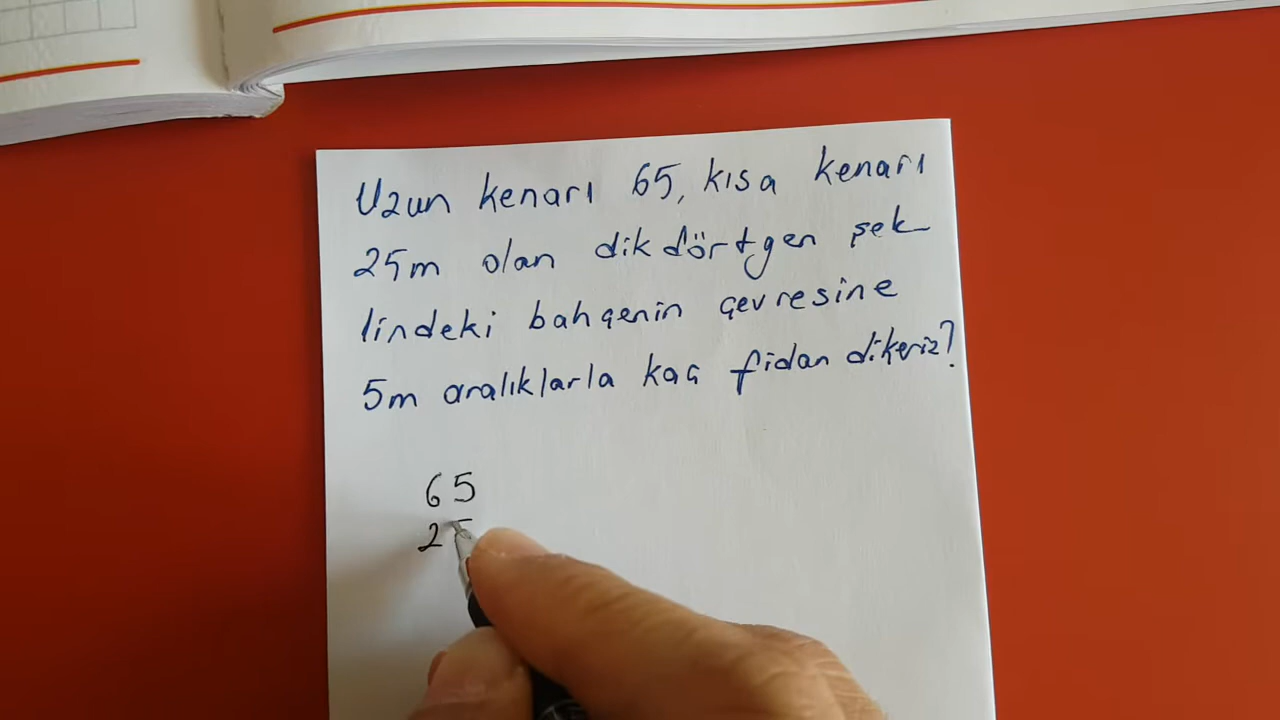 Uzun kenarı 65, kısa kenarı
25m olan dikdörtgen şek
lindeki bahçenin çevresine
5m aralıklarla kaç fidan dikeriz?
65
25